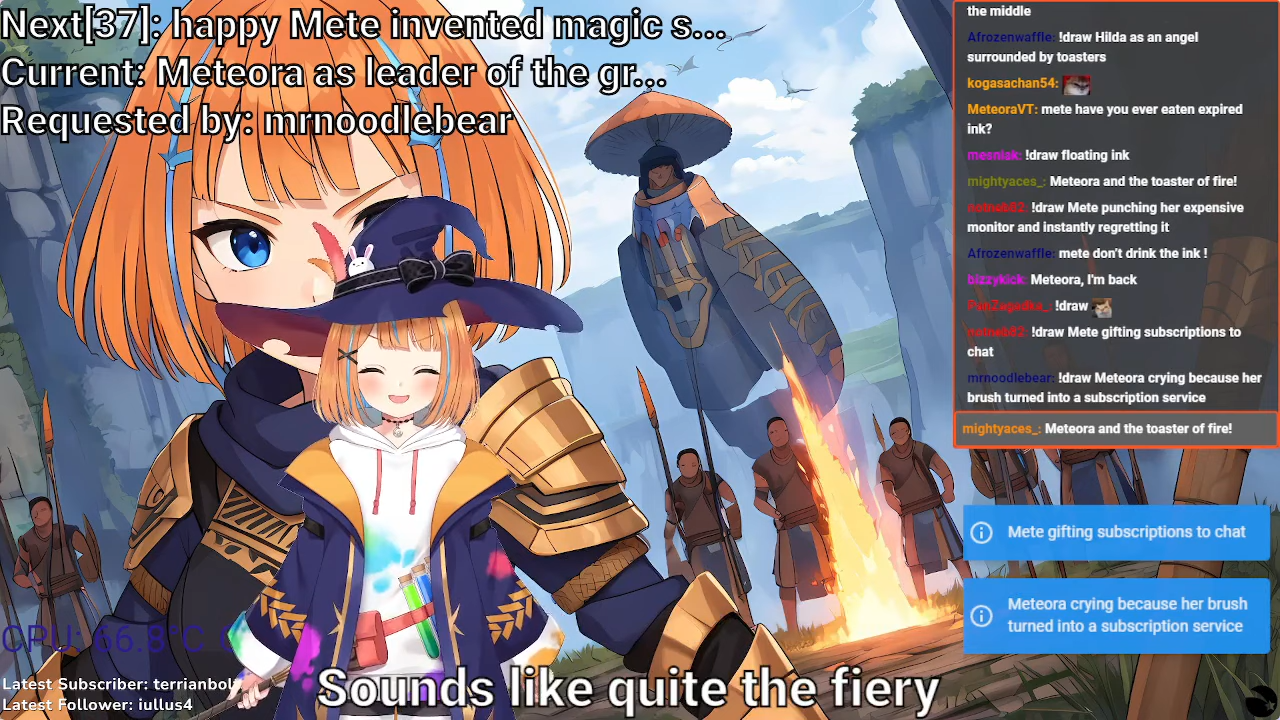 Next[37]: happy Mete invented magic s...
Current: Meteora as leader of the gr...
Requested by: mrnoodlebear
the middle
Afrozenwaffle: !draw Hilda as an angel
surrounded by toasters
kogasachan54:
MeteoraVT: mete have you ever eaten expired
ink?
mesniak: !draw floating ink
mightyaces_: Meteora and the toaster of fire!
notneb82: !draw Mete punching her expensive
monitor and instantly regretting it
Afrozenwaffle: mete don't drink the ink !
bizzykick: Meteora, I'm back
!draw
notneb82: !draw Mete gifting subscriptions to
chat
mrnoodlebear: !draw Meteora crying because her
brush turned into a subscription service
mightyaces_: Meteora and the toaster of fire!
Mete gifting subscriptions to chat
Meteora crying because her brush
turned into a subscription service
CPU: 66.8°C
Latest Subscriber: terrianbolt
Latest Follower: iullus4
Sounds like quite the fiery